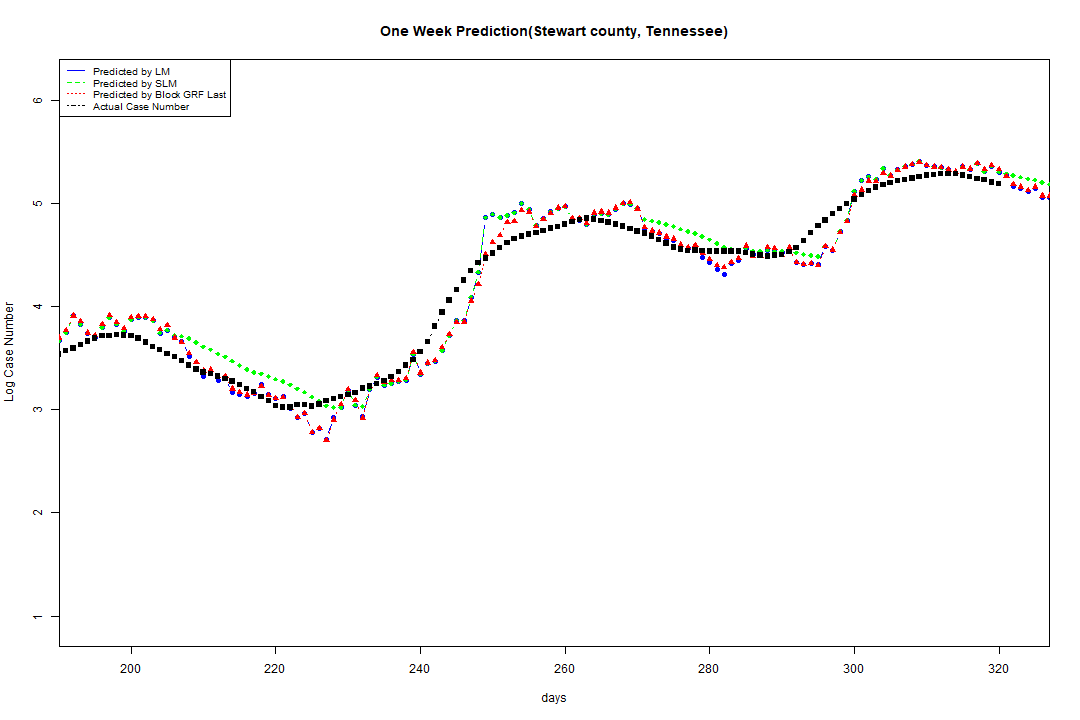 One Week Prediction(Stewart county, Tennessee)
Predicted by LM
Predicted by SLM
Predicted by Block GRF Last
Actual Case Number
6
5
4
3
2
1
Log Case Number
200 220 240 260 280 300 320
days